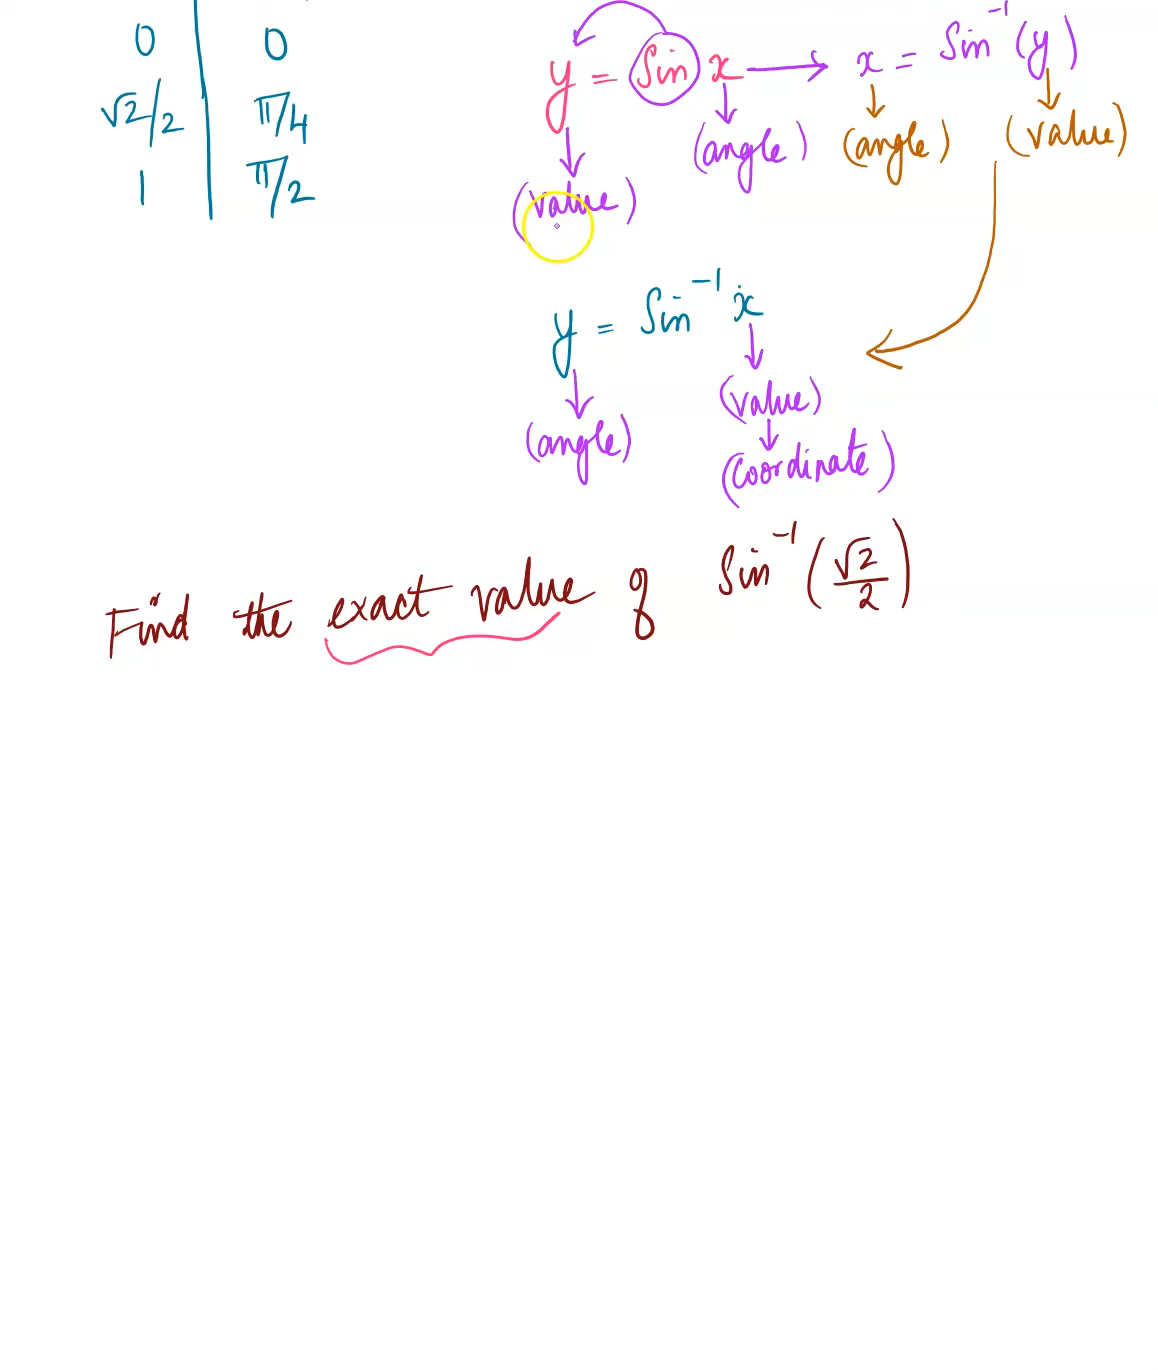 0 0
√2/2 π/4
1 π/2
y = Sin x → x = Sin⁻¹(y)
(value) (angle) (angle) (value)
y = Sin⁻¹ x
(angle) (value)
(coordinate)
Find the exact value of Sin⁻¹(√2/2)